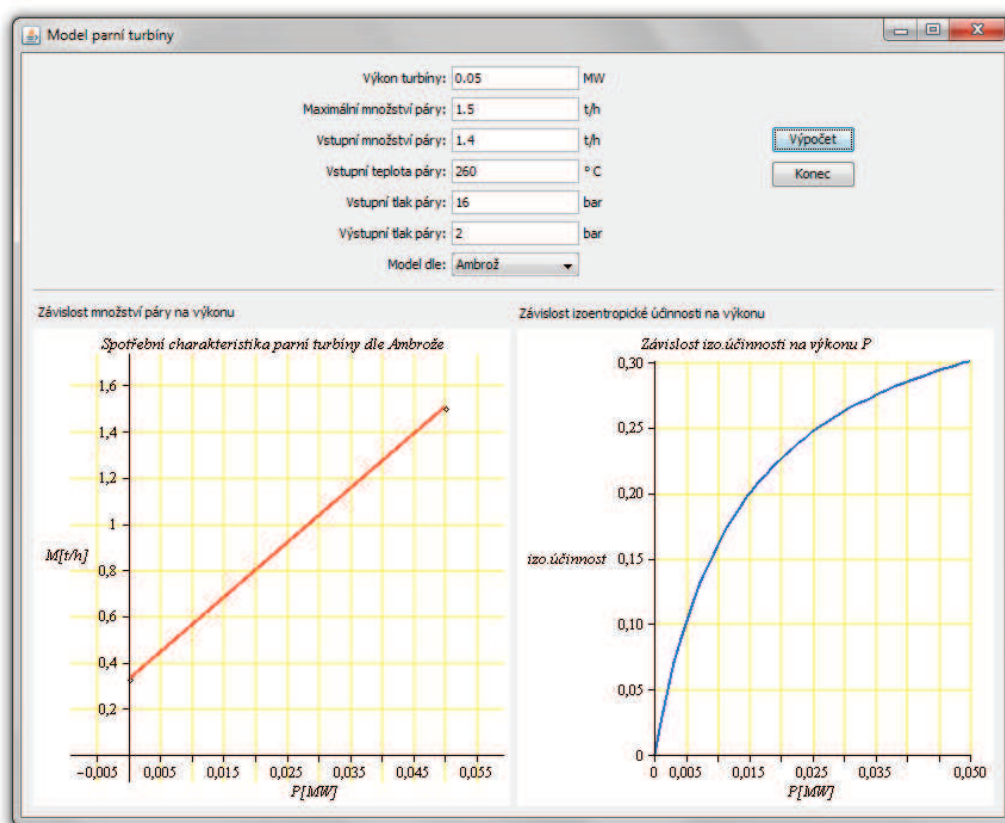 Model parní turbíny
Výkon turbíny: 0.05 MW
Maximální množství páry: 1.5 t/h
Vstupní množství páry: 1.4 t/h
Výpočet
Vstupní teplota páry: 260 ° C
Konec
Vstupní tlak páry: 16 bar
Výstupní tlak páry: 2 bar
Model dle: Ambrož
Závislost množství páry na výkonu
Spotřební charakteristika parní turbíny dle Ambrože
1,6
1,4
1,2
1
M[t/h]
0,8
0,6
0,4
0,2
−0,005 0,005 0,015 0,025 0,035 0,045 0,055
P[MW]
Závislost izoentropické účinnosti na výkonu
Závislost izo.účinnosti na výkonu P
0,30
0,25
0,20
0,15
izo.účinnost
0,10
0,05
0
0 0,005 0,015 0,025 0,035 0,050
P[MW]